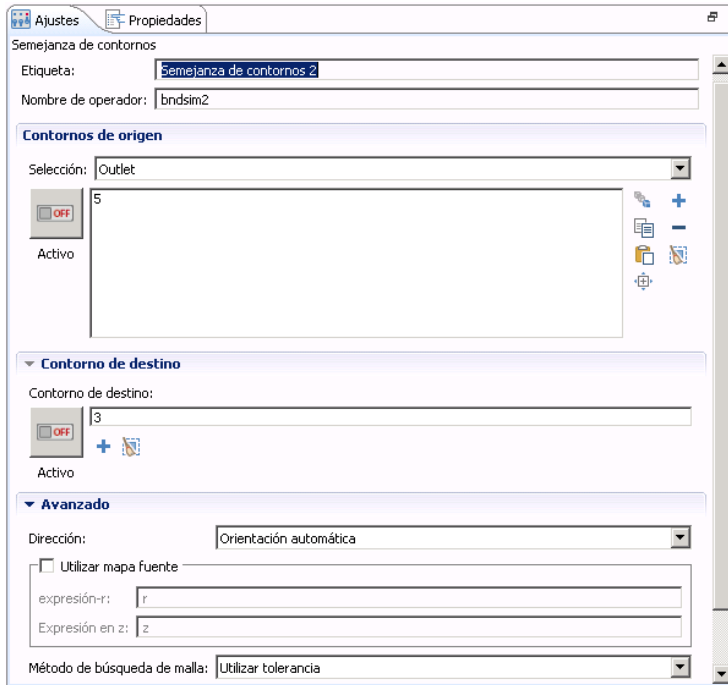 Ajustes Propiedades
Semejanza de contornos
Etiqueta: Semejanza de contornos 2
Nombre de operador: bndsim2
Contornos de origen
Selección: Outlet
5
OFF
Activo
Contorno de destino
Contorno de destino:
3
OFF
Activo
Avanzado
Dirección: Orientación automática
Utilizar mapa fuente
expresión-r: r
Expresión en z: z
Método de búsqueda de malla: Utilizar tolerancia